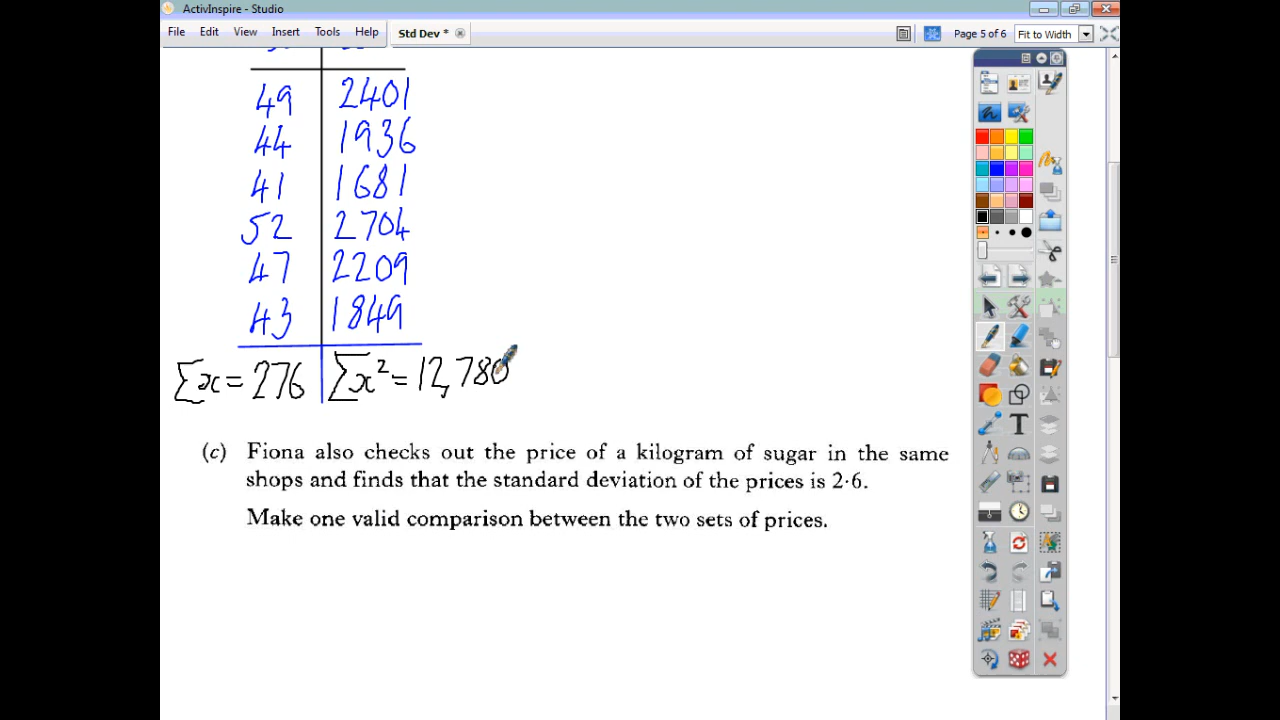 ActivInspire - Studio
File Edit View Insert Tools Help Std Dev * Page 5 of 6 Fit to Width
49 2401
44 1936
41 1681
52 2704
47 2209
43 1849
∑x = 276 ∑x² = 12,780
(c) Fiona also checks out the price of a kilogram of sugar in the same
shops and finds that the standard deviation of the prices is 2·6.
Make one valid comparison between the two sets of prices.
T